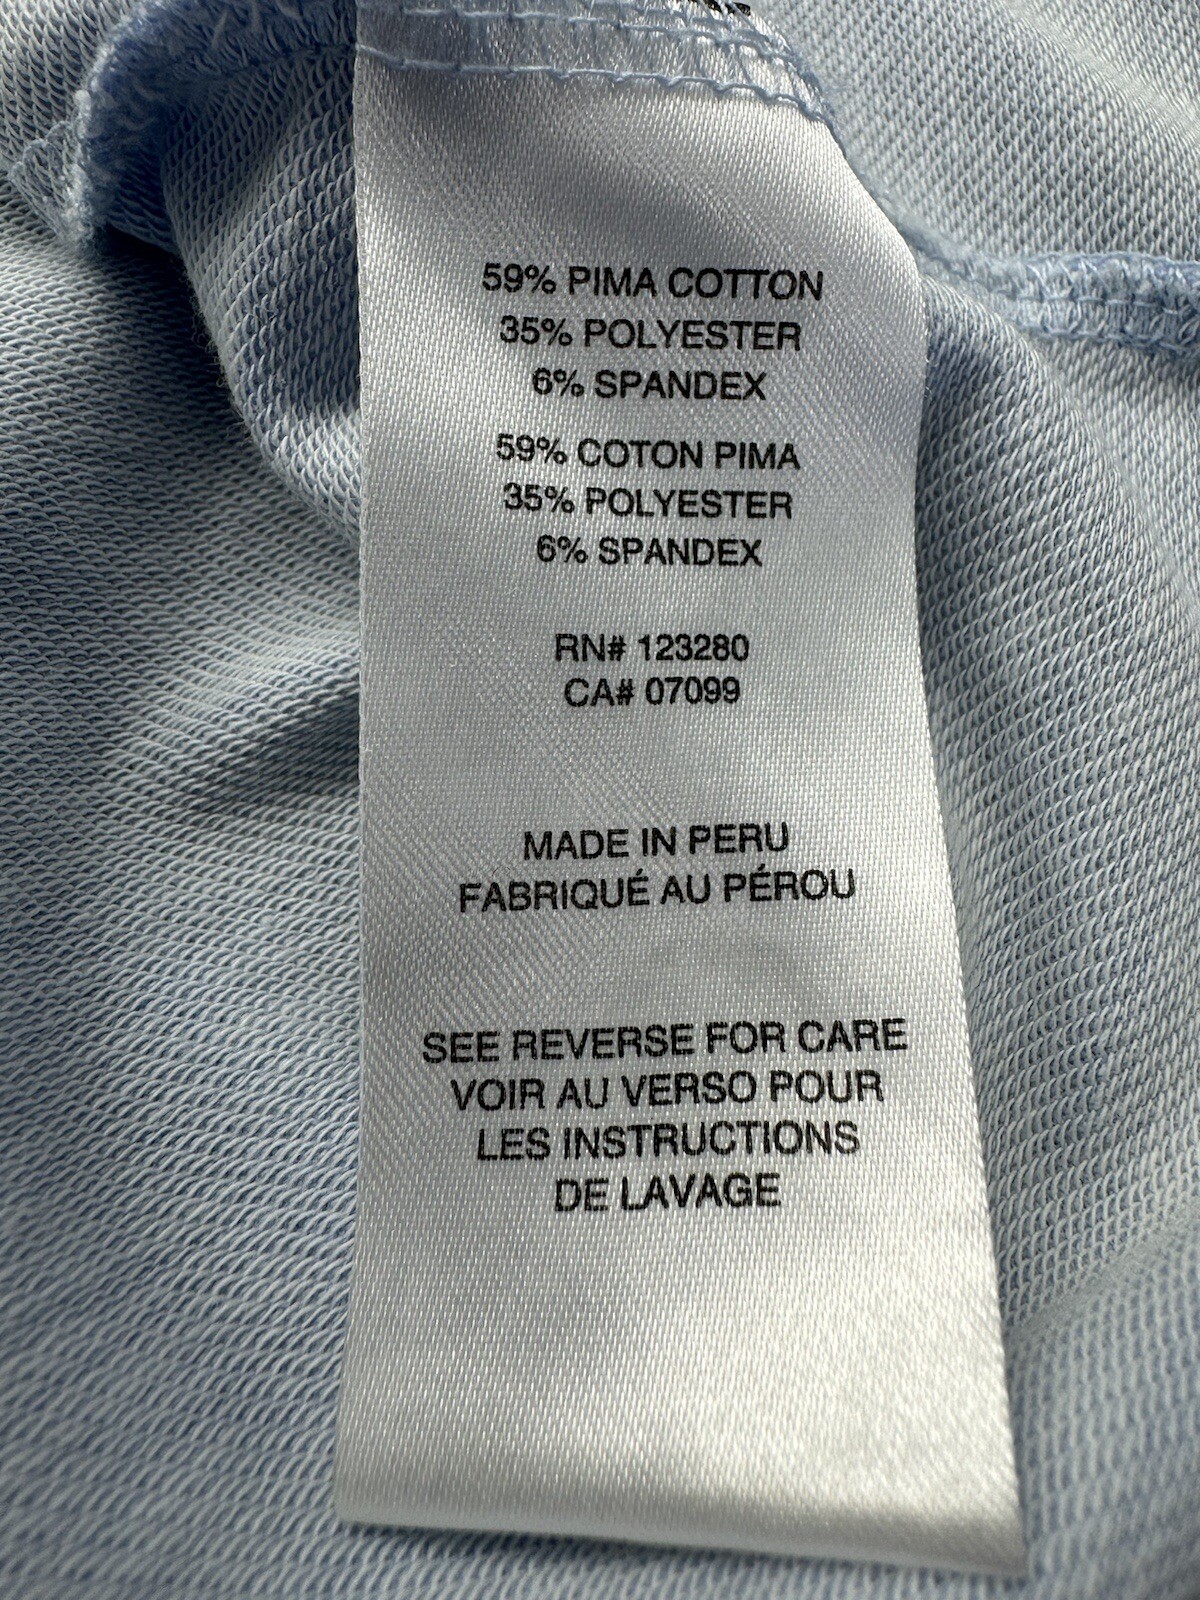 59% PIMA COTTON
35% POLYESTER
6% SPANDEX
59% COTON PIMA
35% POLYESTER
6% SPANDEX
RN# 123280
CA# 07099
MADE IN PERU
FABRIQUÉ AU PÉROU
SEE REVERSE FOR CARE
VOIR AU VERSO POUR
LES INSTRUCTIONS
DE LAVAGE